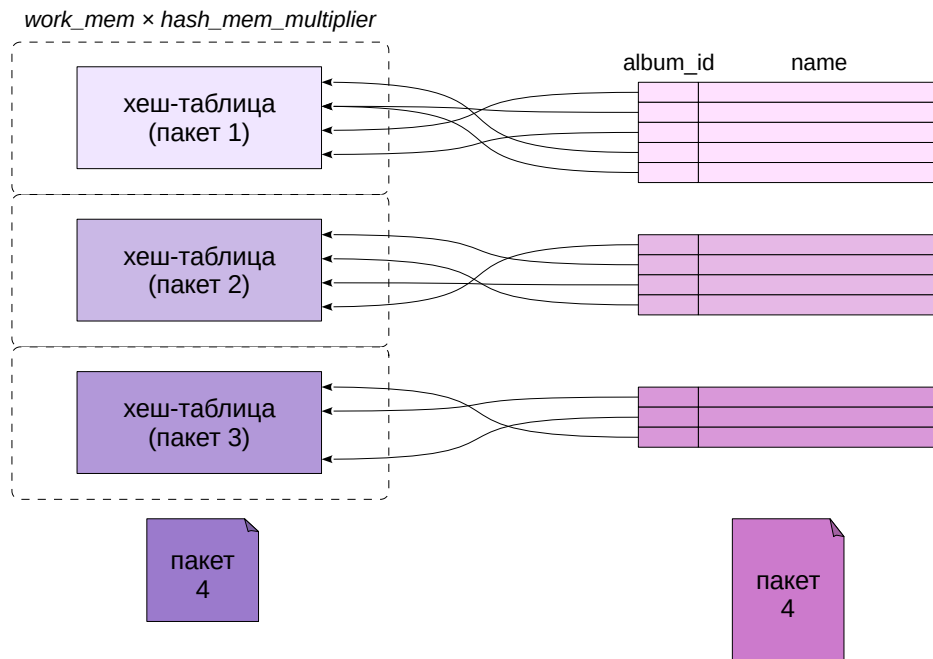 work_mem × hash_mem_multiplier
album_id name
хеш-таблица
(пакет 1)
хеш-таблица
(пакет 2)
хеш-таблица
(пакет 3)
пакет
4
пакет
4